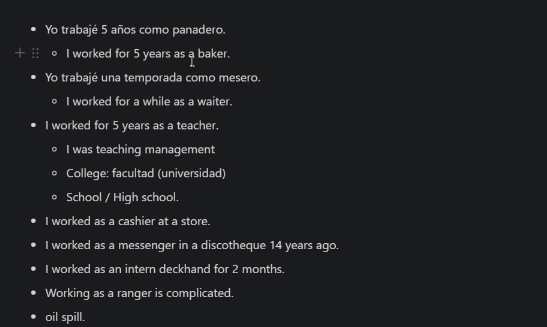 Yo trabajé 5 años como panadero.
I worked for 5 years as a baker.
Yo trabajé una temporada como mesero.
I worked for a while as a waiter.
I worked for 5 years as a teacher.
I was teaching management
College: facultad (universidad)
School / High school.
I worked as a cashier at a store.
I worked as a messenger in a discotheque 14 years ago.
I worked as an intern deckhand for 2 months.
Working as a ranger is complicated.
oil spill.